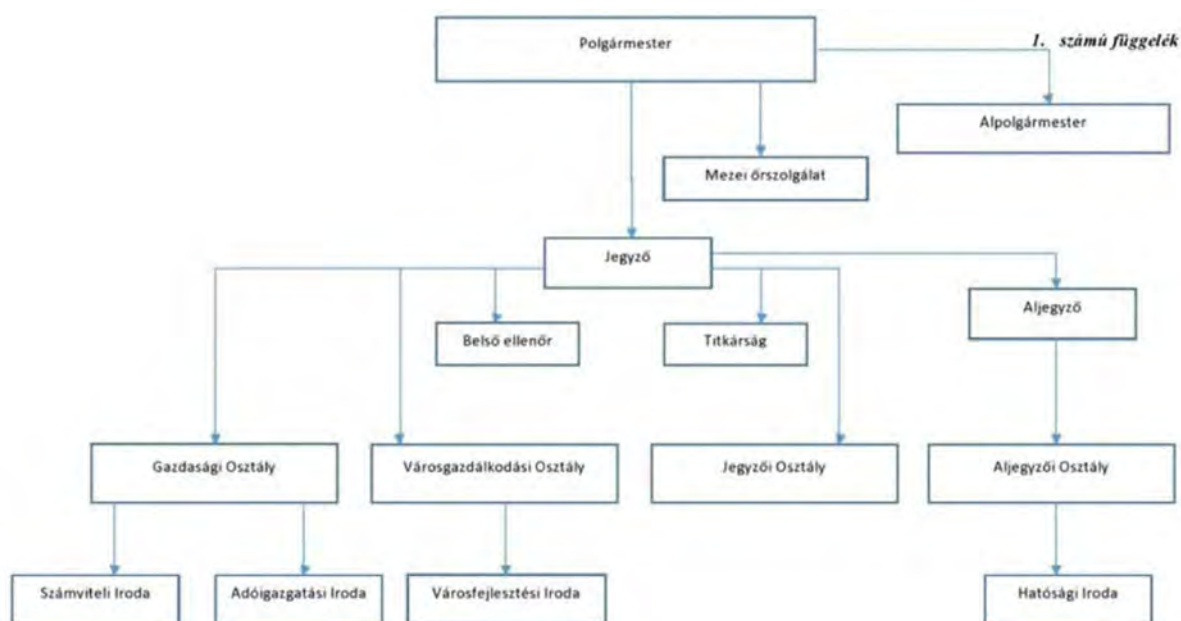 Polgármester
1. számú függelék
Alpolgármester
Mezei őrszolgálat
Jegyző
Aljegyző
Belső ellenőr
Titkárság
Gazdasági Osztály
Városgazdálkodási Osztály
Jegyzői Osztály
Aljegyzői Osztály
Számviteli Iroda
Adóigazgatási Iroda
Városfejlesztési Iroda
Hatósági Iroda